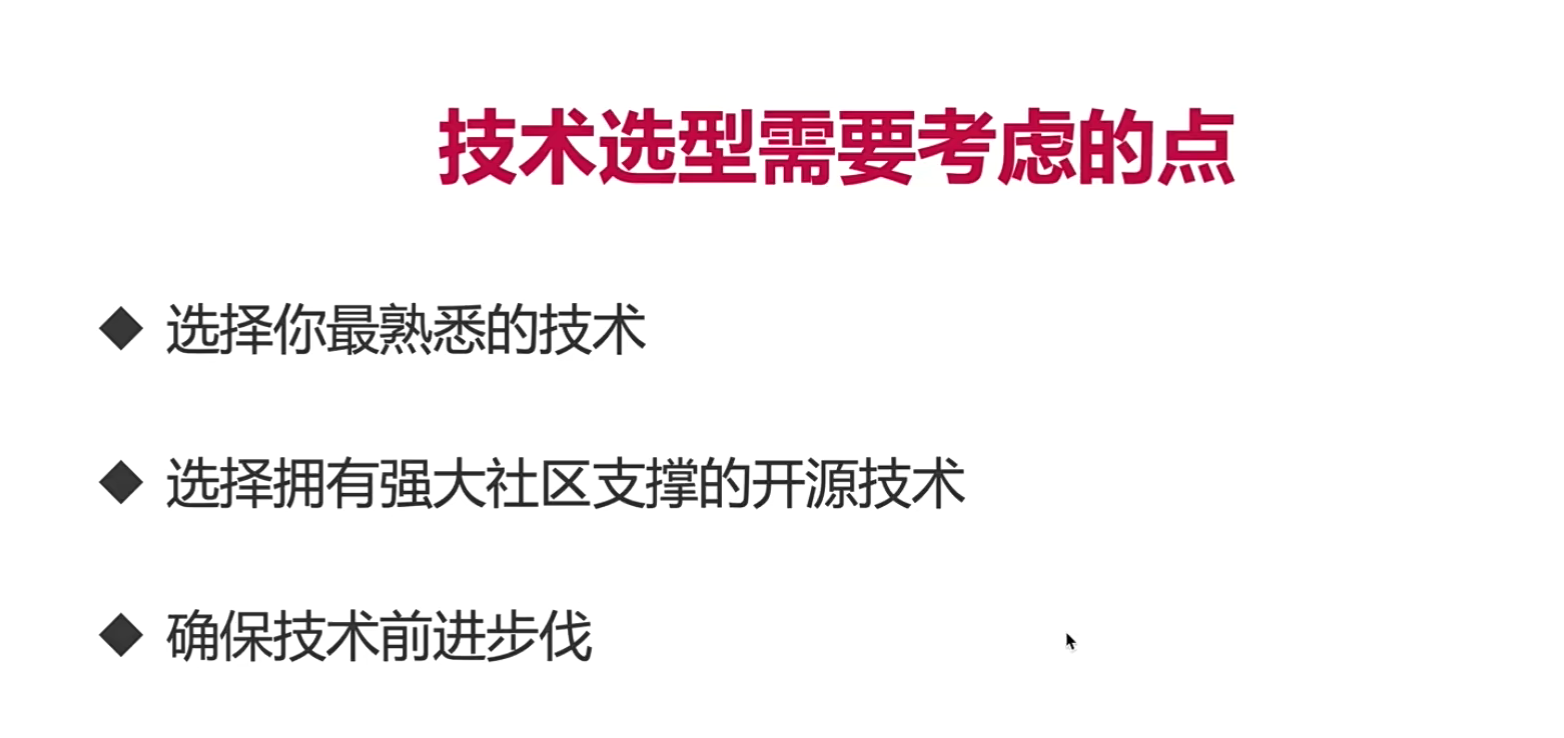 技术选型需要考虑的点
选择你最熟悉的技术
选择拥有强大社区支撑的开源技术
确保技术前进步伐